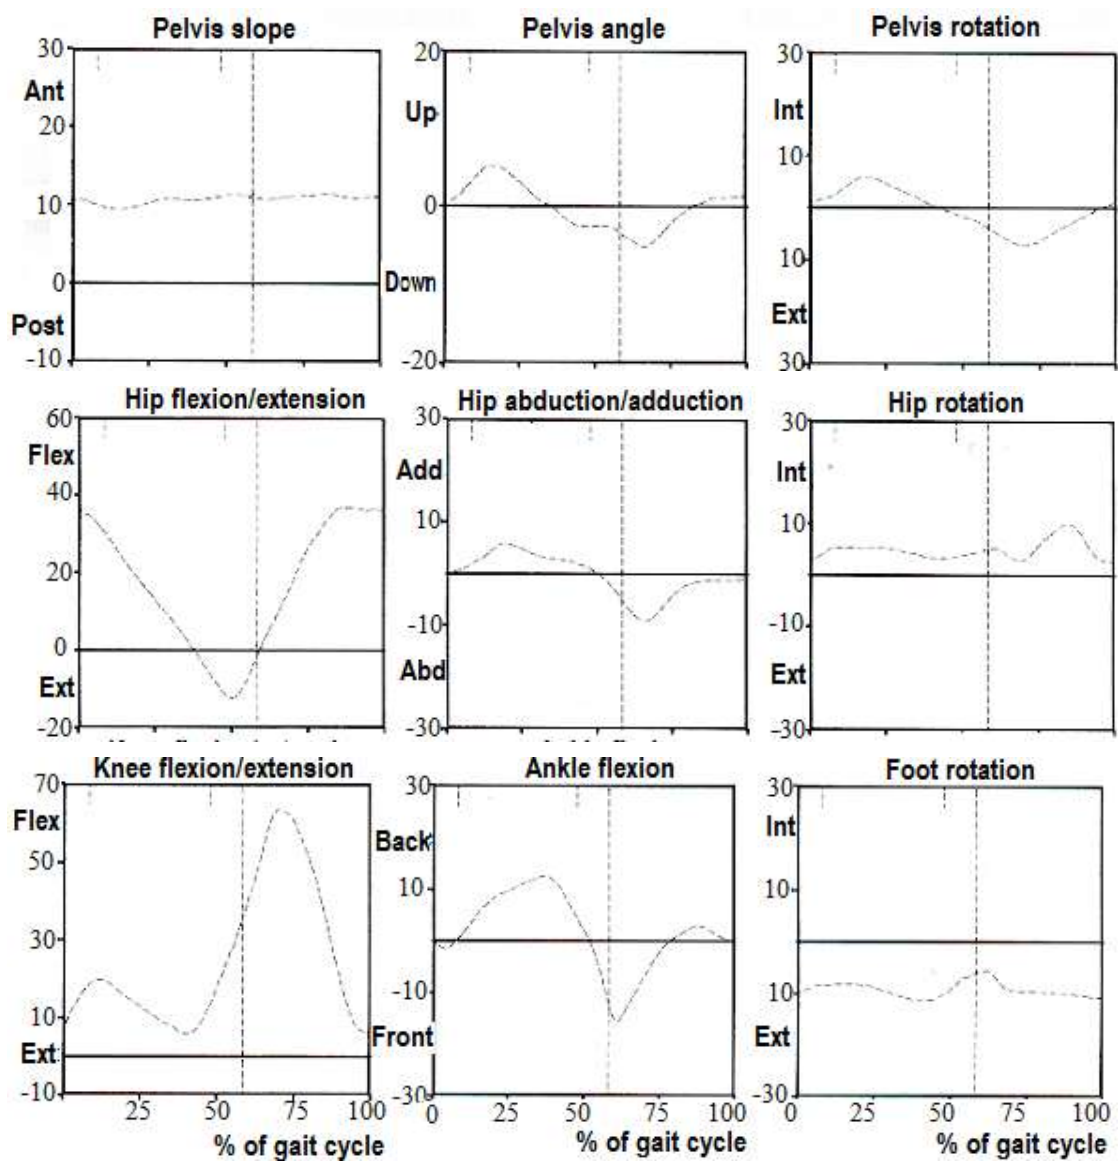 Pelvis slope
30
Ant
20
10
0
Post
-10
Pelvis angle
20
Up
0
Down
-20
Pelvis rotation
30
Int
10
10
Ext
30
Hip flexion/extension
60
Flex
40
20
0
Ext
-20
Hip abduction/adduction
30
Add
10
-10
Abd
-30
Hip rotation
30
Int
10
-10
Ext
-30
Knee flexion/extension
70
Flex
50
30
10
Ext
-10
0 25 50 75 100
% of gait cycle
Ankle flexion
30
Back
10
-10
Front
-30
0 25 50 75 100
% of gait cycle
Foot rotation
30
Int
10
10
Ext
30
0 25 50 75 100
% of gait cycle